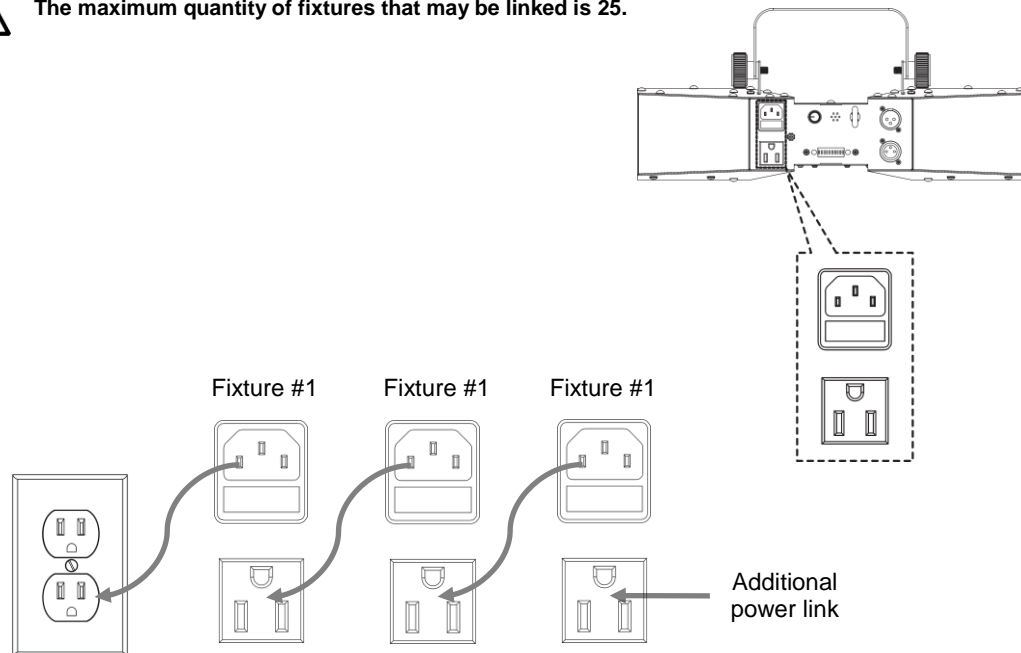 The maximum quantity of fixtures that may be linked is 25.
Fixture #1
Fixture #1
Fixture #1
Additional
power link